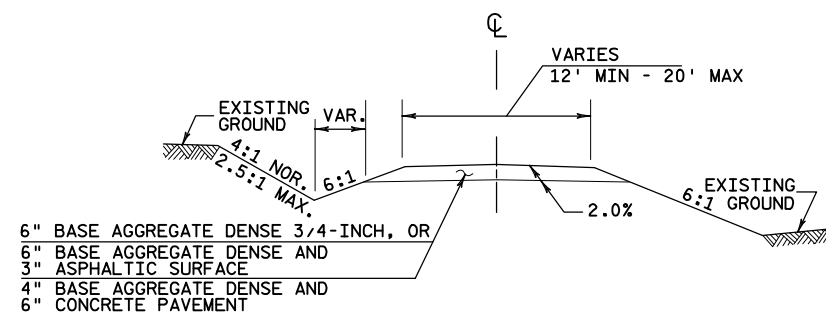 ℄
VARIES
12' MIN - 20' MAX
EXISTING
GROUND
VAR.
4:1 NOR.
2.5:1 MAX.
6:1
6:1
EXISTING
GROUND
2.0%
6" BASE AGGREGATE DENSE 3/4-INCH, OR
6" BASE AGGREGATE DENSE AND
3" ASPHALTIC SURFACE
4" BASE AGGREGATE DENSE AND
6" CONCRETE PAVEMENT